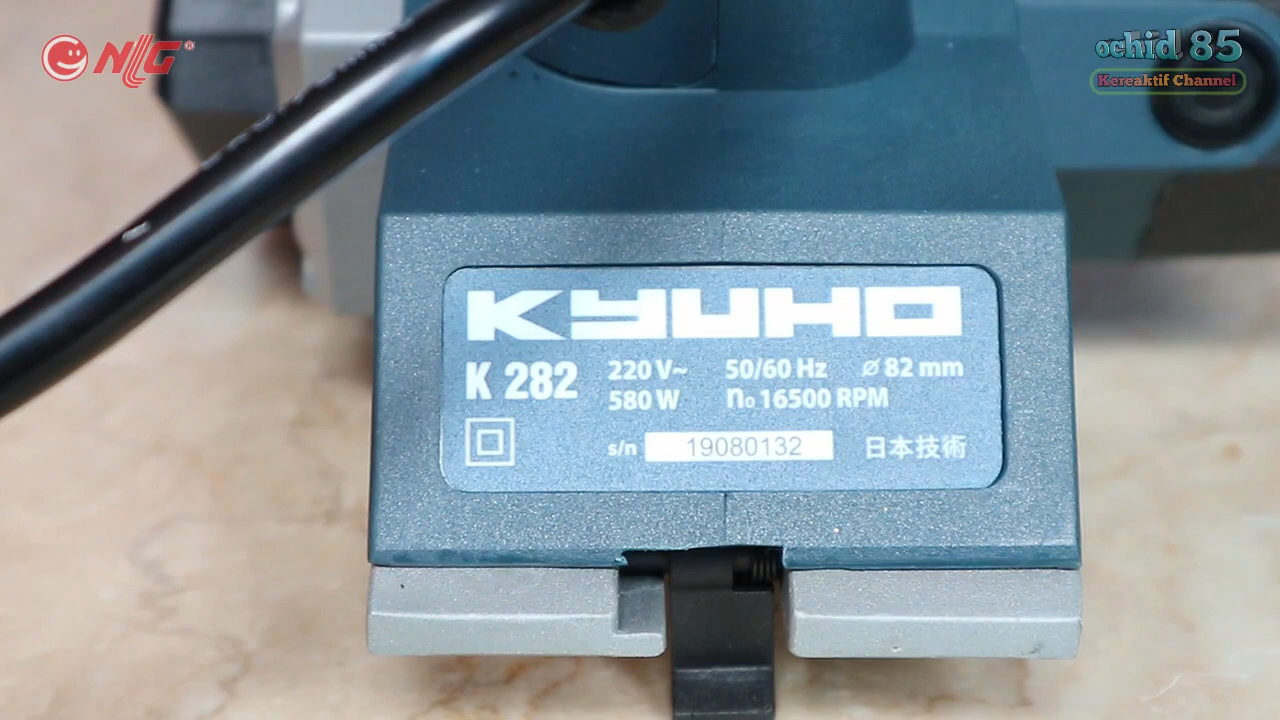 NLG®
ochid 85
Kereaktif Channel
KYUHO
K 282
220 V~ 50/60 Hz ⌀ 82 mm
580 W n₀ 16500 RPM
s/n 19080132 日本技術